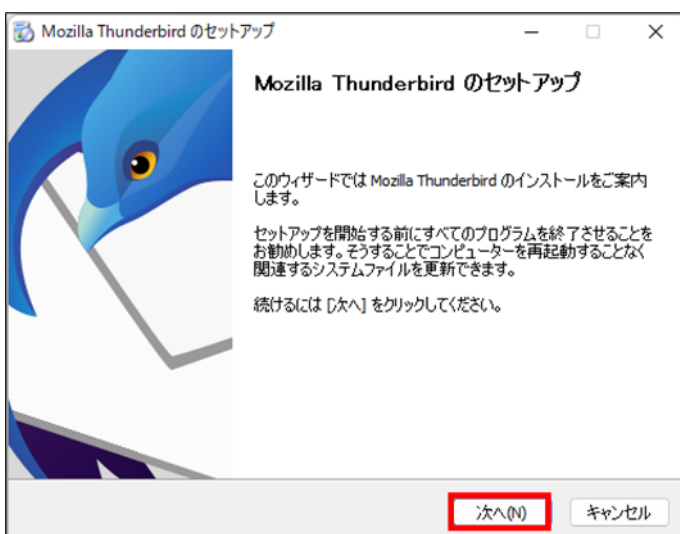 Mozilla Thunderbird のセットアップ
Mozilla Thunderbird のセットアップ
このウィザードでは Mozilla Thunderbird のインストールをご案内
します。
セットアップを開始する前にすべてのプログラムを終了させることを
お勧めします。そうすることでコンピューターを再起動することなく
関連するシステムファイルを更新できます。
続けるには [次へ] をクリックしてください。
次へ(N)
キャンセル